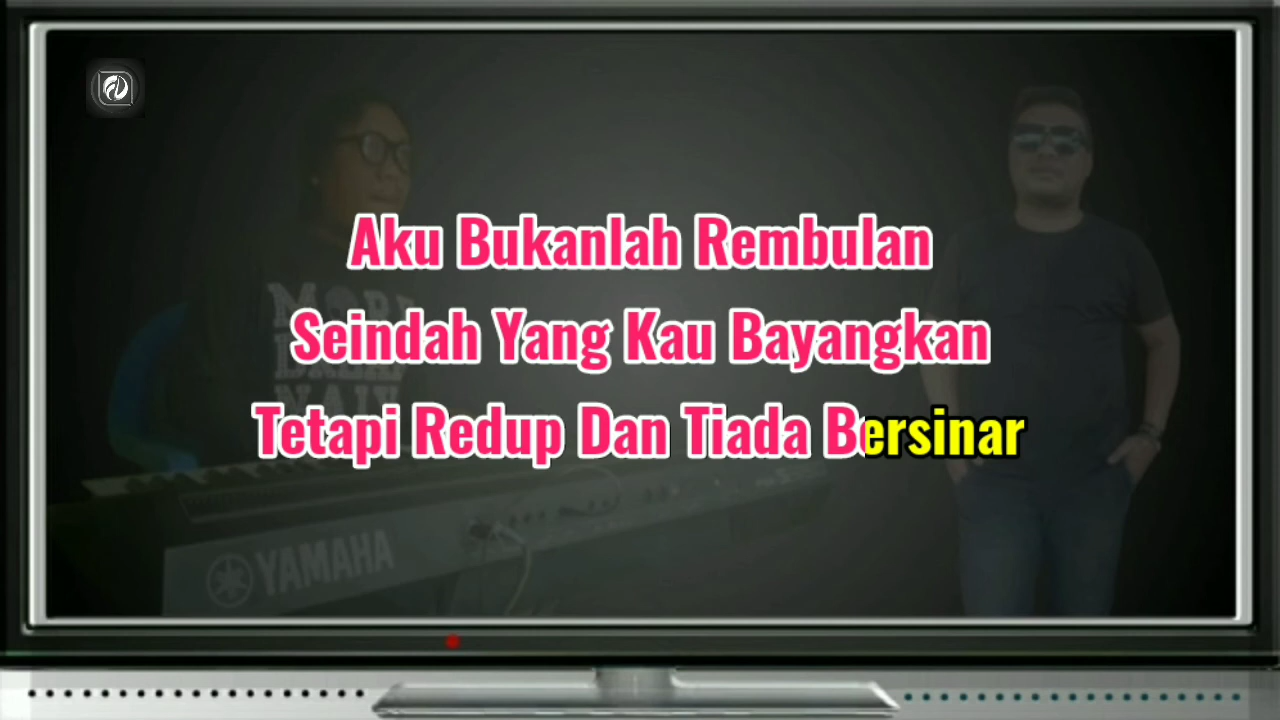 Aku Bukanlah Rembulan
Seindah Yang Kau Bayangkan
Tetapi Redup Dan Tiada Bersinar
YAMAHA